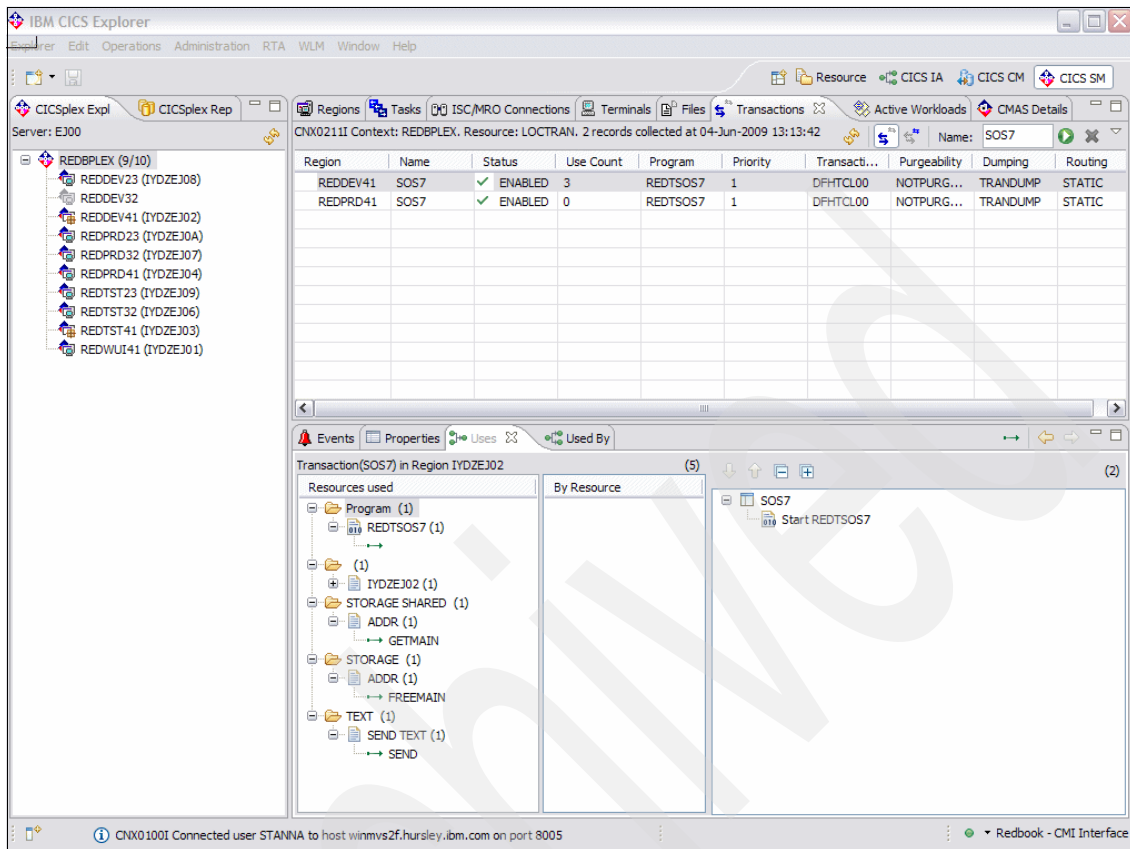 IBM CICS Explorer
Explorer Edit Operations Administration RTA WLM Window Help
Resource CICS IA CICS CM CICS SM
CICSplex Expl CICSplex Rep
Server: EJ00
REDBPLEX (9/10)
REDDEV23 (IYDZEJ08)
REDDEV32
REDDEV41 (IYDZEJ02)
REDPRD23 (IYDZEJ0A)
REDPRD32 (IYDZEJ07)
REDPRD41 (IYDZEJ04)
REDTST23 (IYDZEJ09)
REDTST32 (IYDZEJ06)
REDTST41 (IYDZEJ03)
REDWUI41 (IYDZEJ01)
Regions Tasks ISC/MRO Connections Terminals Files Transactions Active Workloads CMAS Details
CNX0211I Context: REDBPLEX. Resource: LOCTRAN. 2 records collected at 04-Jun-2009 13:13:42 Name: SOS7
Region Name Status Use Count Program Priority Transacti... Purgeability Dumping Routing
REDDEV41 SOS7 ENABLED 3 REDTSOS7 1 DFHTCL00 NOTPURG... TRANDUMP STATIC
REDPRD41 SOS7 ENABLED 0 REDTSOS7 1 DFHTCL00 NOTPURG... TRANDUMP STATIC
Events Properties Uses Used By
Transaction(SOS7) in Region IYDZEJ02 (5)
Resources used
Program (1)
REDTSOS7 (1)
(1)
IYDZEJ02 (1)
STORAGE SHARED (1)
ADDR (1)
GETMAIN
STORAGE (1)
ADDR (1)
FREEMAIN
TEXT (1)
SEND TEXT (1)
SEND
By Resource
(2)
SOS7
Start REDTSOS7
CNX0100I Connected user STANNA to host winmvs2f.hursley.ibm.com on port 8005
Redbook - CMI Interface